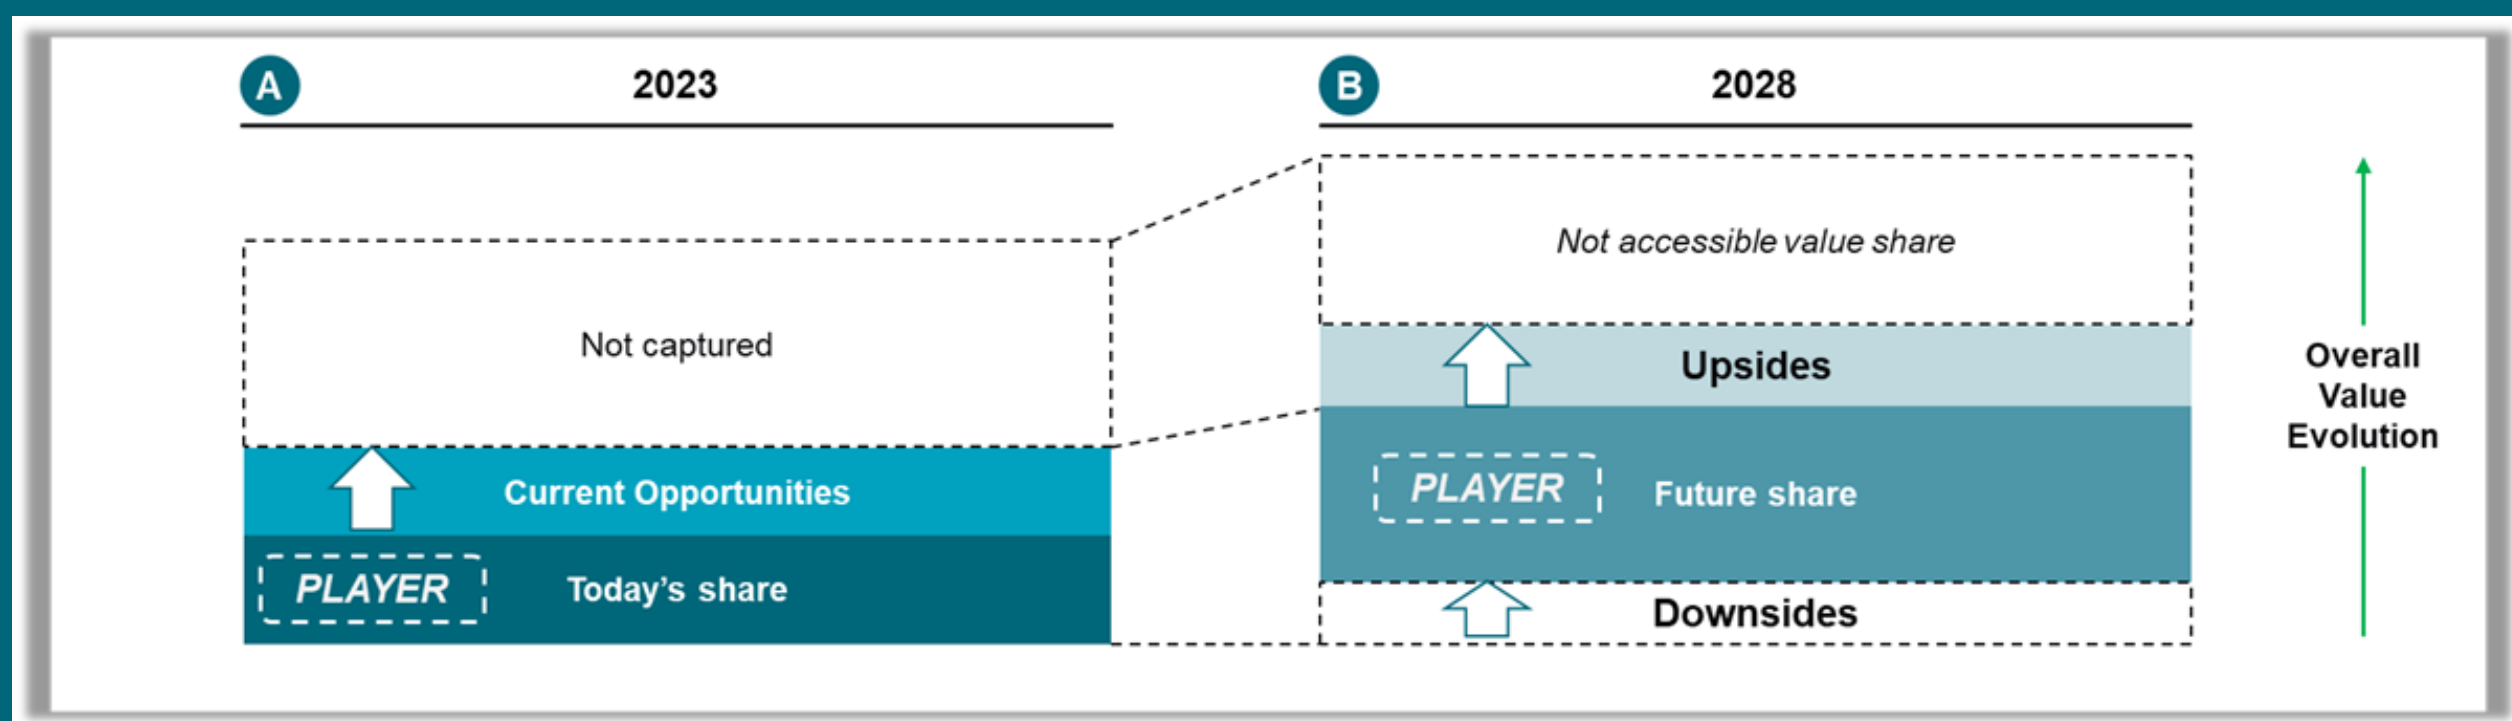 A
2023
Not captured
Current Opportunities
PLAYER
Today's share
B
2028
Not accessible value share
Upsides
PLAYER
Future share
Downsides
Overall
Value
Evolution